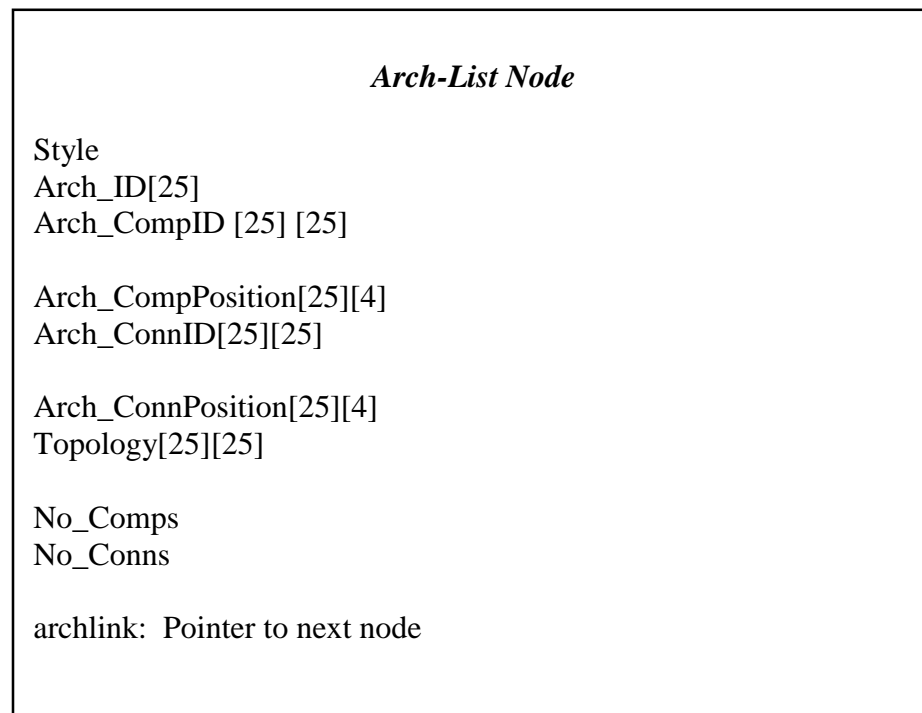 Arch-List Node
Style
Arch_ID[25]
Arch_CompID [25] [25]
Arch_CompPosition[25][4]
Arch_ConnID[25][25]
Arch_ConnPosition[25][4]
Topology[25][25]
No_Comps
No_Conns
archlink:  Pointer to next node